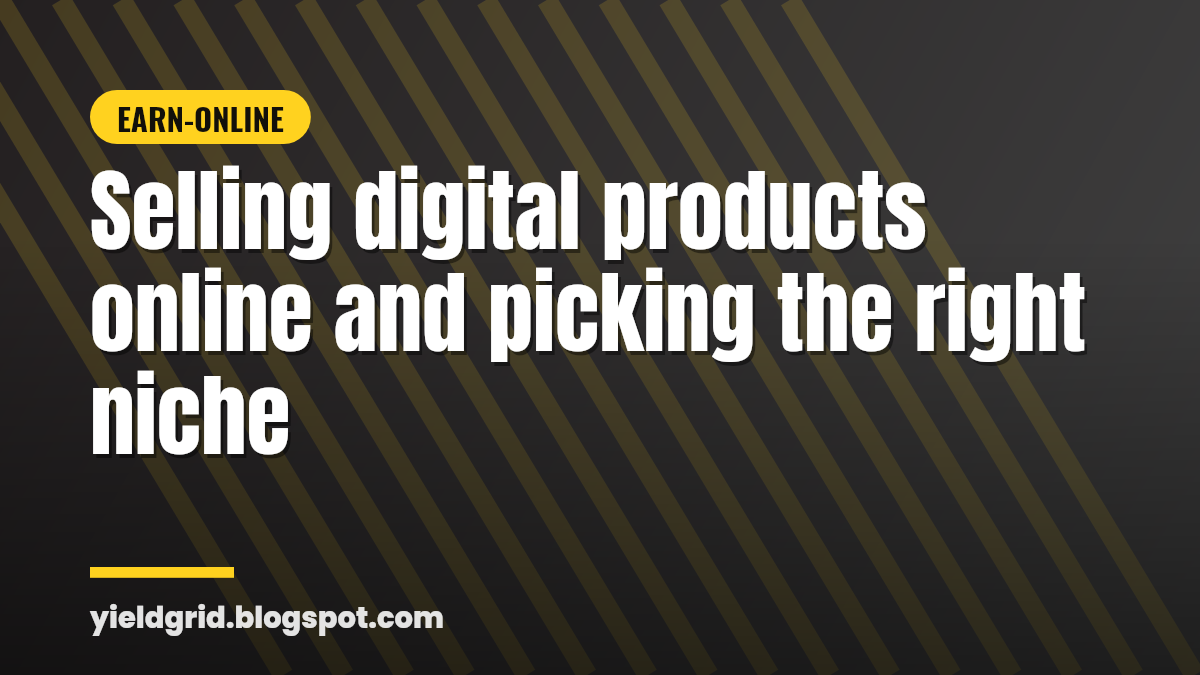 EARN-ONLINE
Selling digital products
online and picking the right
niche
yieldgrid.blogspot.com